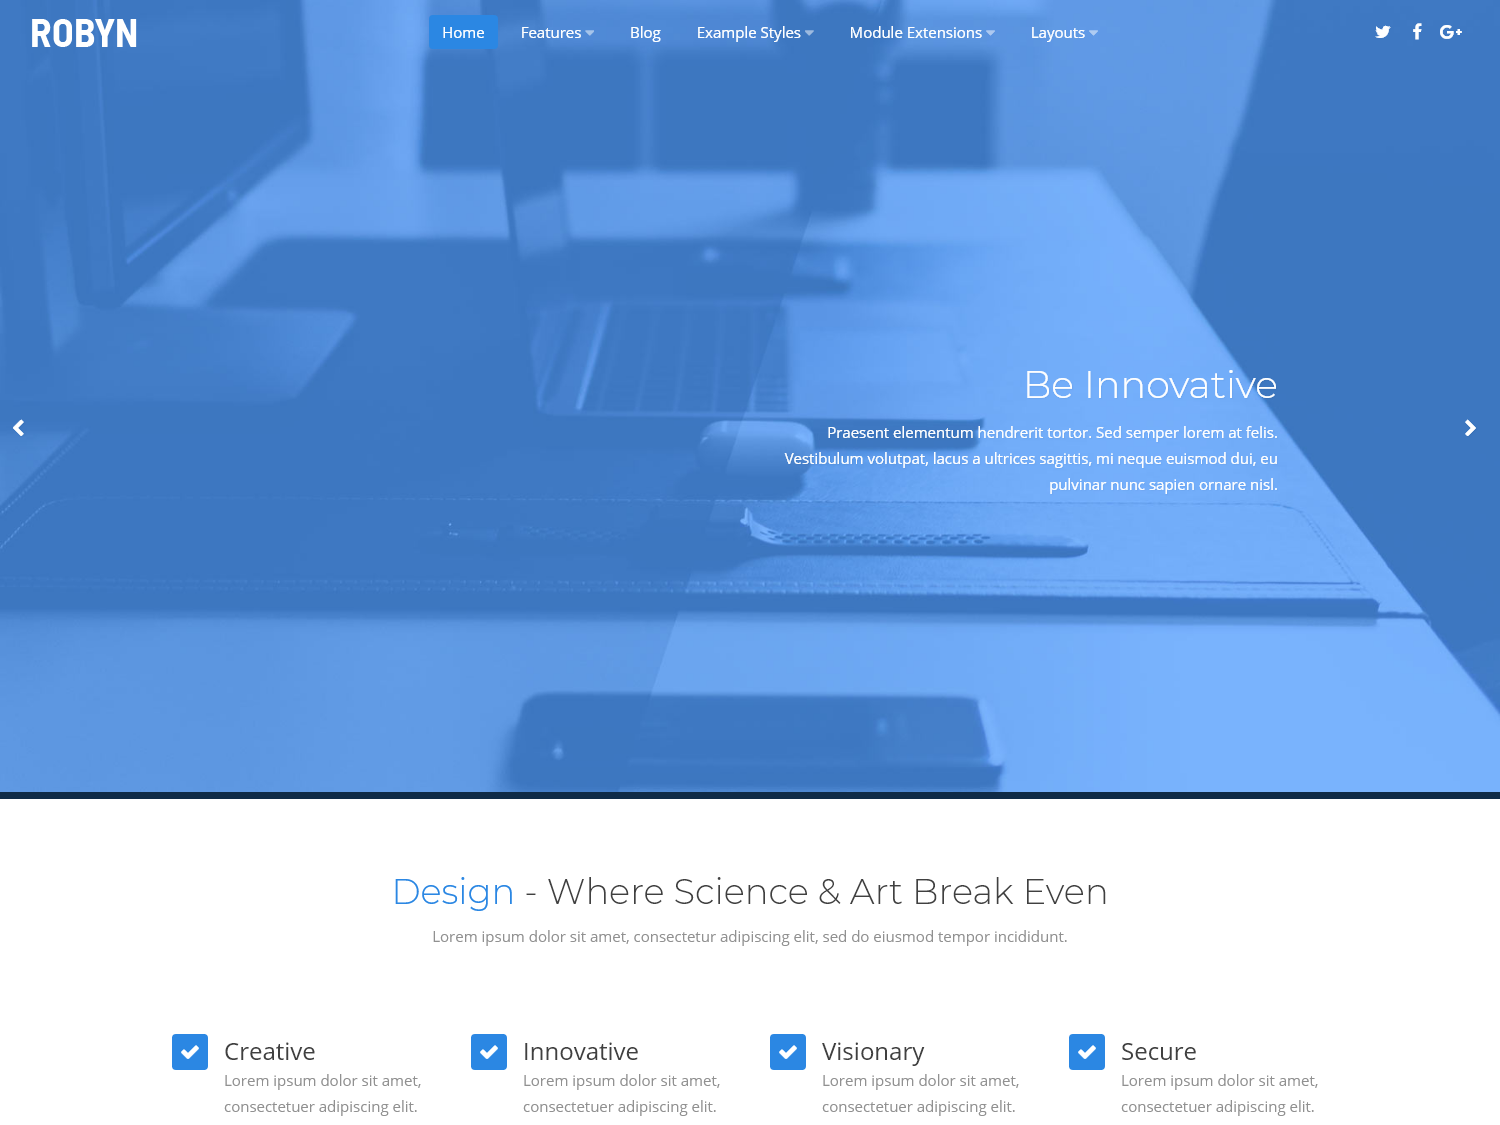 ROBYN
Home Features Blog Example Styles Module Extensions Layouts
Be Innovative
Praesent elementum hendrerit tortor. Sed semper lorem at felis.
Vestibulum volutpat, lacus a ultrices sagittis, mi neque euismod dui, eu
pulvinar nunc sapien ornare nisl.
Design - Where Science & Art Break Even
Lorem ipsum dolor sit amet, consectetur adipiscing elit, sed do eiusmod tempor incididunt.
Creative
Lorem ipsum dolor sit amet,
consectetuer adipiscing elit.
Innovative
Lorem ipsum dolor sit amet,
consectetuer adipiscing elit.
Visionary
Lorem ipsum dolor sit amet,
consectetuer adipiscing elit.
Secure
Lorem ipsum dolor sit amet,
consectetuer adipiscing elit.